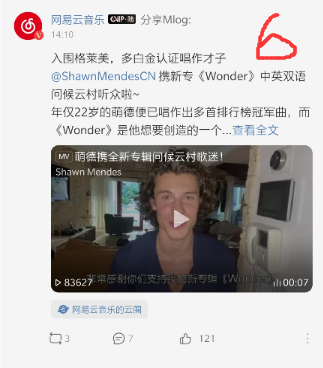 网易云音乐 分享Mlog:
14:10
6
入围格莱美，多白金认证唱作才子
@ShawnMendesCN 携新专《Wonder》中英双语
问候云村听众啦~
年仅22岁的萌德便已唱作出多首排行榜冠军曲，而
《Wonder》是他想要创造的一个...查看全文
MV 萌德携全新专辑问候云村歌迷！
Shawn Mendes
非常感谢你们支持我的新专辑《Wonder》
83627
00:07
网易云音乐的云圈
3 7 121